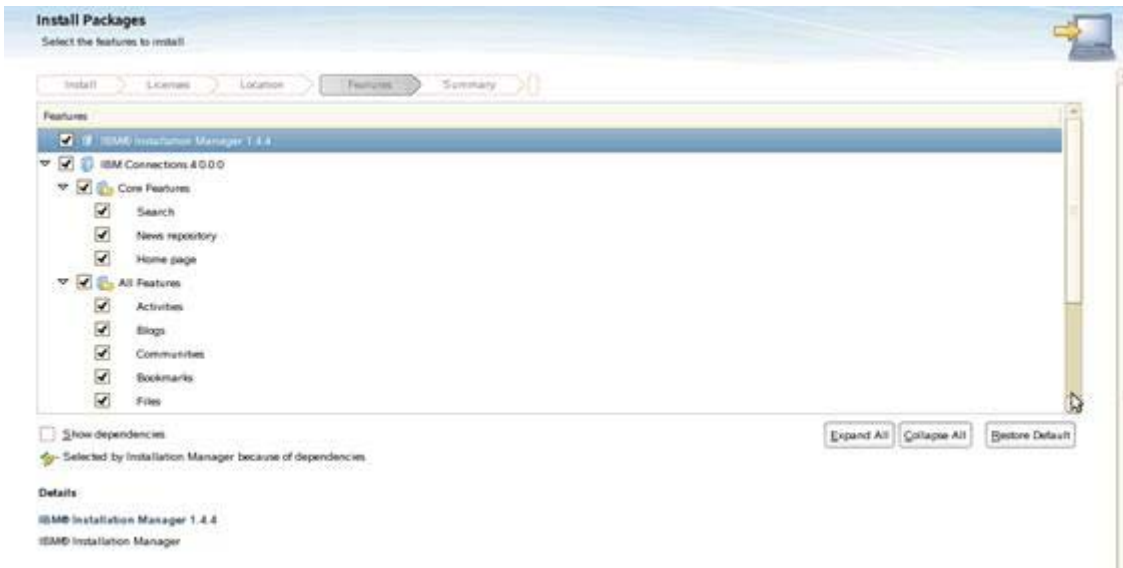 Install Packages
Select the features to install
Install
Licenses
Location
Features
Summary
Features
IBM® Installation Manager 1.4.4
IBM Connections 4.0.0.0
Core Features
Search
News repository
Home page
All Features
Activities
Blogs
Communities
Bookmarks
Files
Show dependencies
Expand All
Collapse All
Restore Default
Selected by Installation Manager because of dependencies
Details
IBM® Installation Manager 1.4.4
IBM® Installation Manager